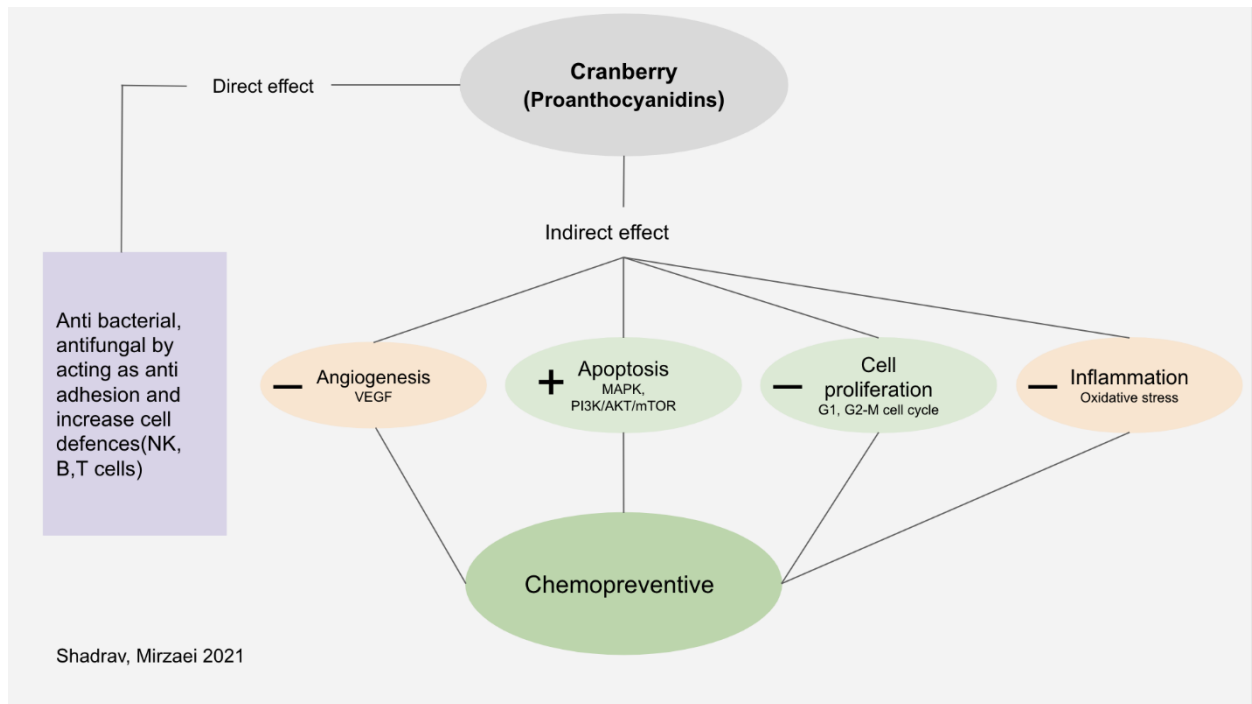 Cranberry
(Proanthocyanidins)
Direct effect
Indirect effect
Anti bacterial,
antifungal by
acting as anti
adhesion and
increase cell
defences(NK,
B,T cells)
− Angiogenesis
VEGF
+ Apoptosis
MAPK,
PI3K/AKT/mTOR
− Cell
proliferation
G1, G2-M cell cycle
− Inflammation
Oxidative stress
Chemopreventive
Shadrav, Mirzaei 2021